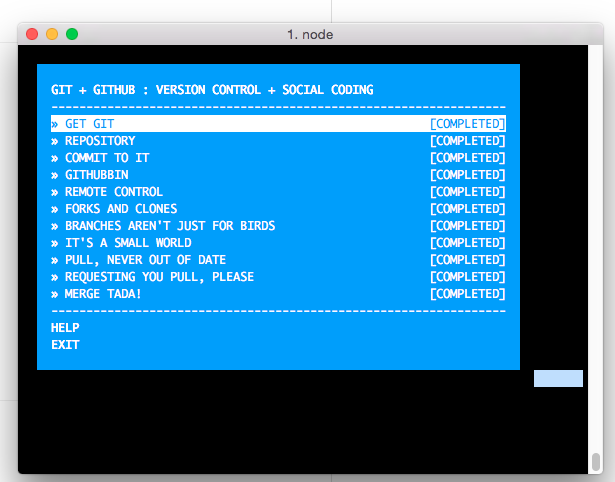 1. node
GIT + GITHUB : VERSION CONTROL + SOCIAL CODING
-----------------------------------------------------------------
» GET GIT [COMPLETED]
» REPOSITORY [COMPLETED]
» COMMIT TO IT [COMPLETED]
» GITHUBBIN [COMPLETED]
» REMOTE CONTROL [COMPLETED]
» FORKS AND CLONES [COMPLETED]
» BRANCHES AREN'T JUST FOR BIRDS [COMPLETED]
» IT'S A SMALL WORLD [COMPLETED]
» PULL, NEVER OUT OF DATE [COMPLETED]
» REQUESTING YOU PULL, PLEASE [COMPLETED]
» MERGE TADA! [COMPLETED]
-----------------------------------------------------------------
HELP
EXIT